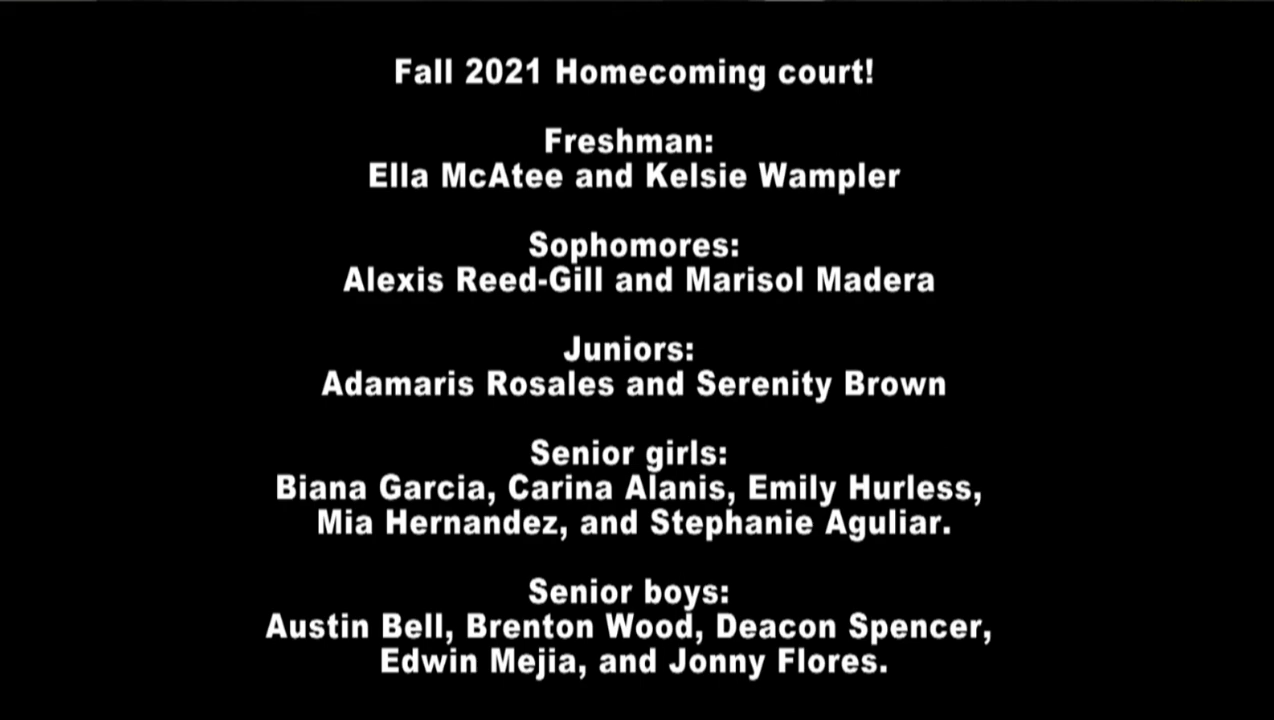 Fall 2021 Homecoming court!
Freshman:
Ella McAtee and Kelsie Wampler
Sophomores:
Alexis Reed-Gill and Marisol Madera
Juniors:
Adamaris Rosales and Serenity Brown
Senior girls:
Biana Garcia, Carina Alanis, Emily Hurless,
Mia Hernandez, and Stephanie Aguliar.
Senior boys:
Austin Bell, Brenton Wood, Deacon Spencer,
Edwin Mejia, and Jonny Flores.